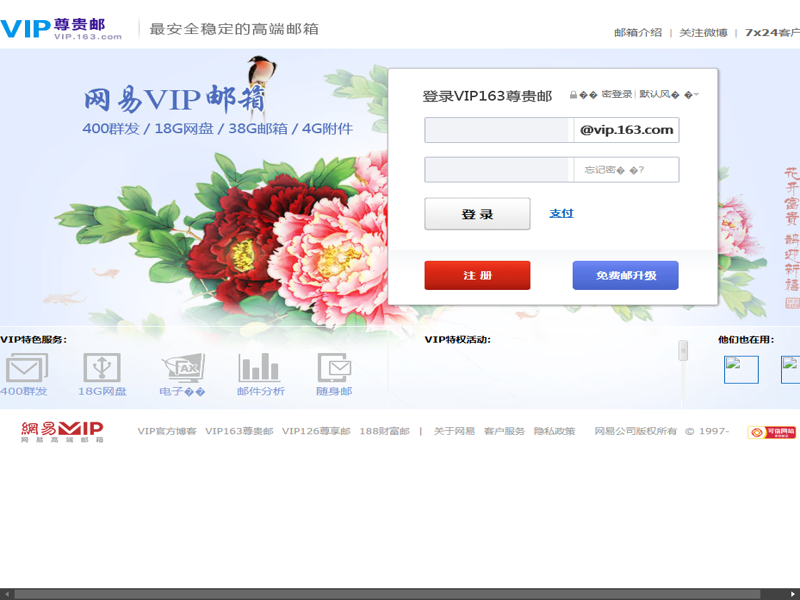 VIP 尊贵邮
VIP.163.com
最安全稳定的高端邮箱
邮箱介绍 | 关注微博 | 7x24客户
网易VIP邮箱
400群发 / 18G网盘 / 38G邮箱 / 4G附件
登录VIP163尊贵邮
�� 密登录 | 默认风� �
@vip.163.com
忘记密� �?
登 录
支付
注 册
免费邮升级
花开富贵 鹊迎新禧
VIP特色服务:
VIP特权活动:
他们也在用:
FAX
400群发
18G网盘
电子��
邮件分析
随身邮
網易VIP
网易高端邮箱
VIP官方博客 VIP163尊贵邮 VIP126尊享邮 188财富邮 | 关于网易 客户服务 隐私政策 网易公司版权所有 © 1997-
可信网站